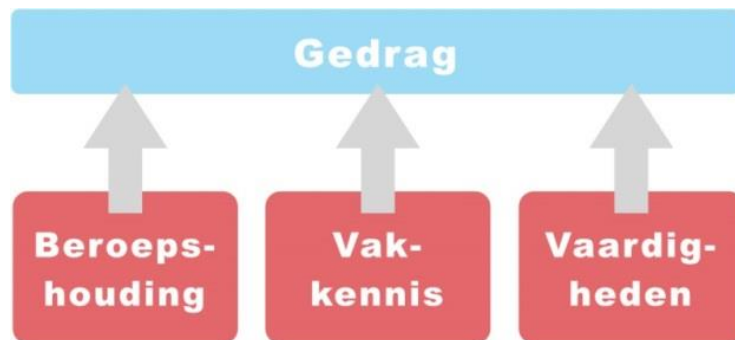 Gedrag
Beroeps-
houding
Vak-
kennis
Vaardig-
heden